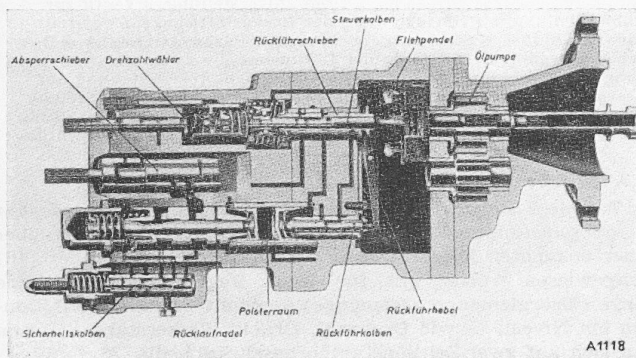 Steuerkolben
Rückführschieber
Fliehpendel
Absperrschieber
Drehzahlwähler
Ölpumpe
Sicherheitskolben
Rücklaufnadel
Polsterraum
Rückführkolben
Rückführhebel
A1118